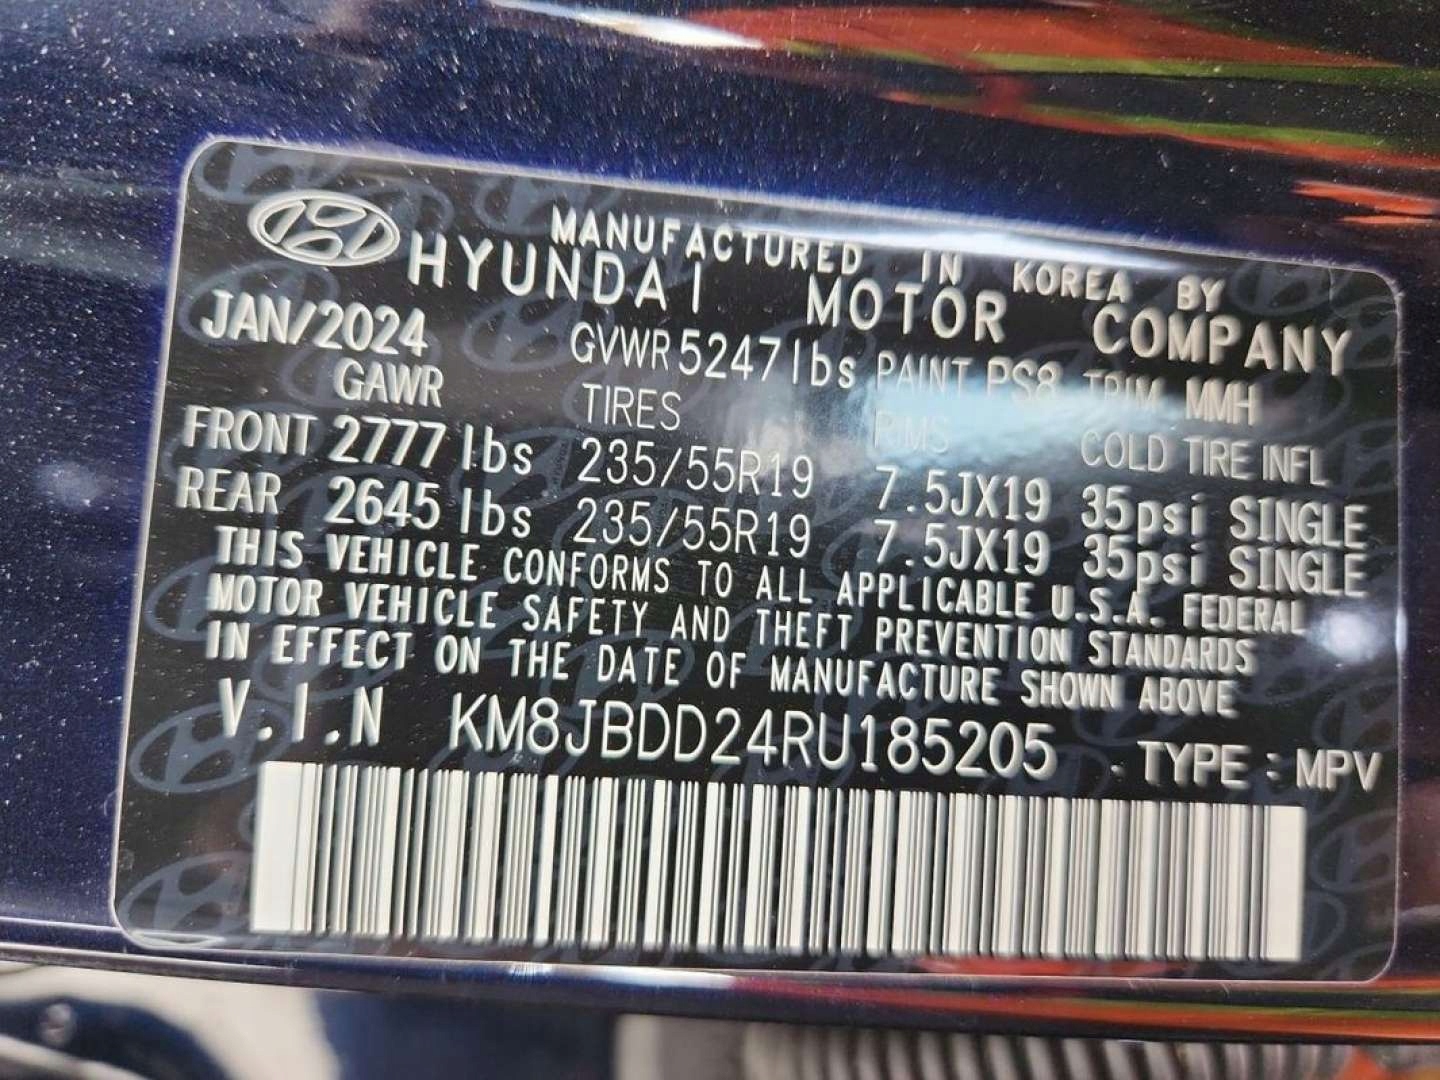 MANUFACTURED IN KOREA BY
HYUNDAI MOTOR COMPANY
JAN/2024 GVWR 5247lbs PAINT PS8 TRIM MMH
GAWR TIRES RIMS COLD TIRE INFL
FRONT 2777 lbs 235/55R19 7.5JX19 35psi SINGLE
REAR 2645 lbs 235/55R19 7.5JX19 35psi SINGLE
THIS VEHICLE CONFORMS TO ALL APPLICABLE U.S.A. FEDERAL
MOTOR VEHICLE SAFETY AND THEFT PREVENTION STANDARDS
IN EFFECT ON THE DATE OF MANUFACTURE SHOWN ABOVE
V.I.N KM8JBDD24RU185205 TYPE : MPV